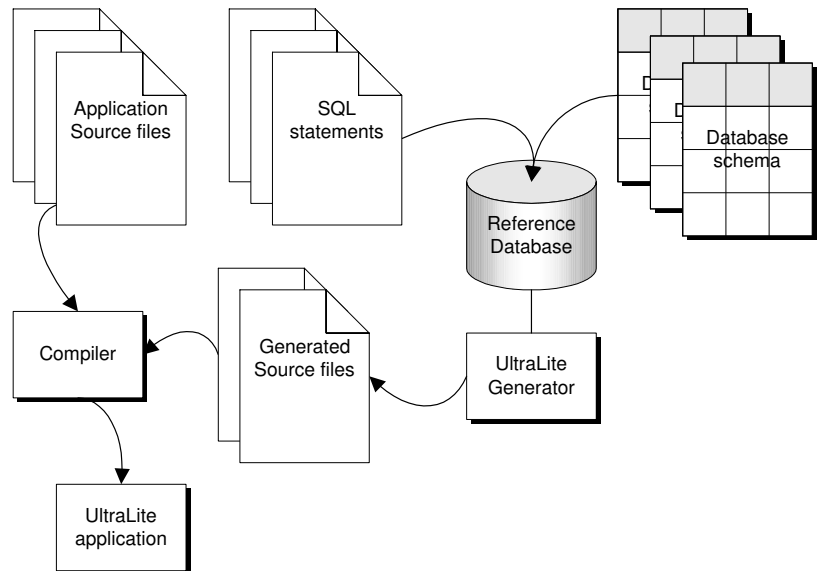 Application
Source files
SQL
statements
D
D
Database
schema
Reference
Database
Compiler
Generated
Source files
UltraLite
Generator
UltraLite
application